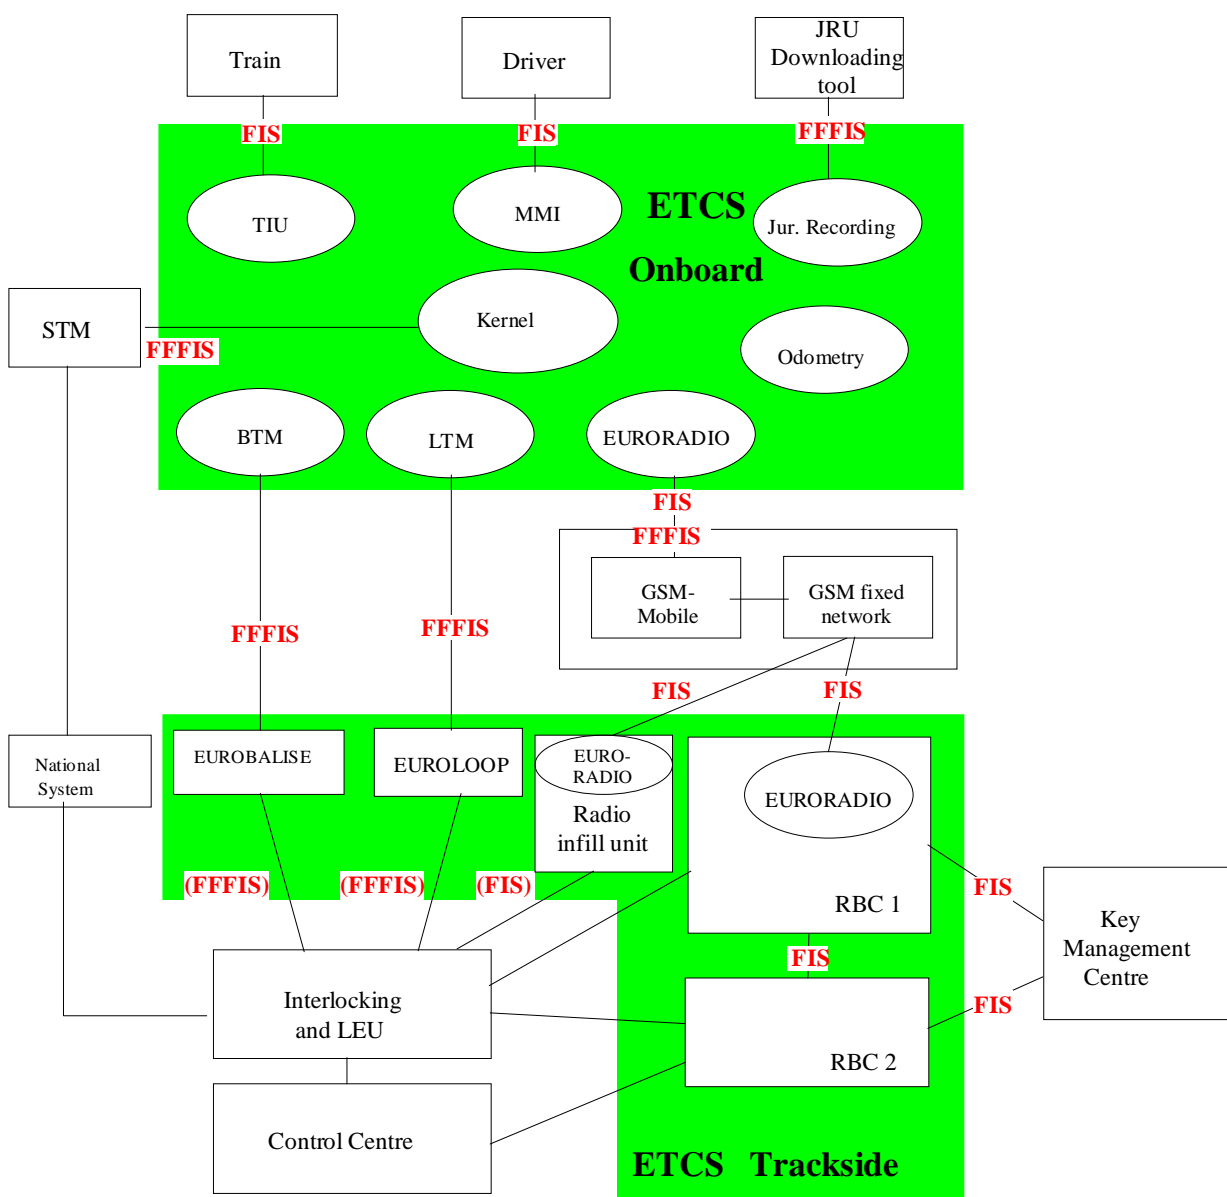 Train
Driver
JRU
Downloading
tool
FIS
FIS
FFFIS
TIU
MMI
ETCS
Jur. Recording
Onboard
STM
Kernel
FFFIS
Odometry
BTM
LTM
EURORADIO
FIS
FFFIS
GSM-
Mobile
GSM fixed
network
FFFIS
FFFIS
FIS
FIS
National
System
EUROBALISE
EUROLOOP
EURO-
RADIO
Radio
infill unit
EURORADIO
(FFFIS)
(FFFIS)
(FIS)
RBC 1
FIS
Key
Management
Centre
FIS
FIS
Interlocking
and LEU
RBC 2
Control Centre
ETCS Trackside